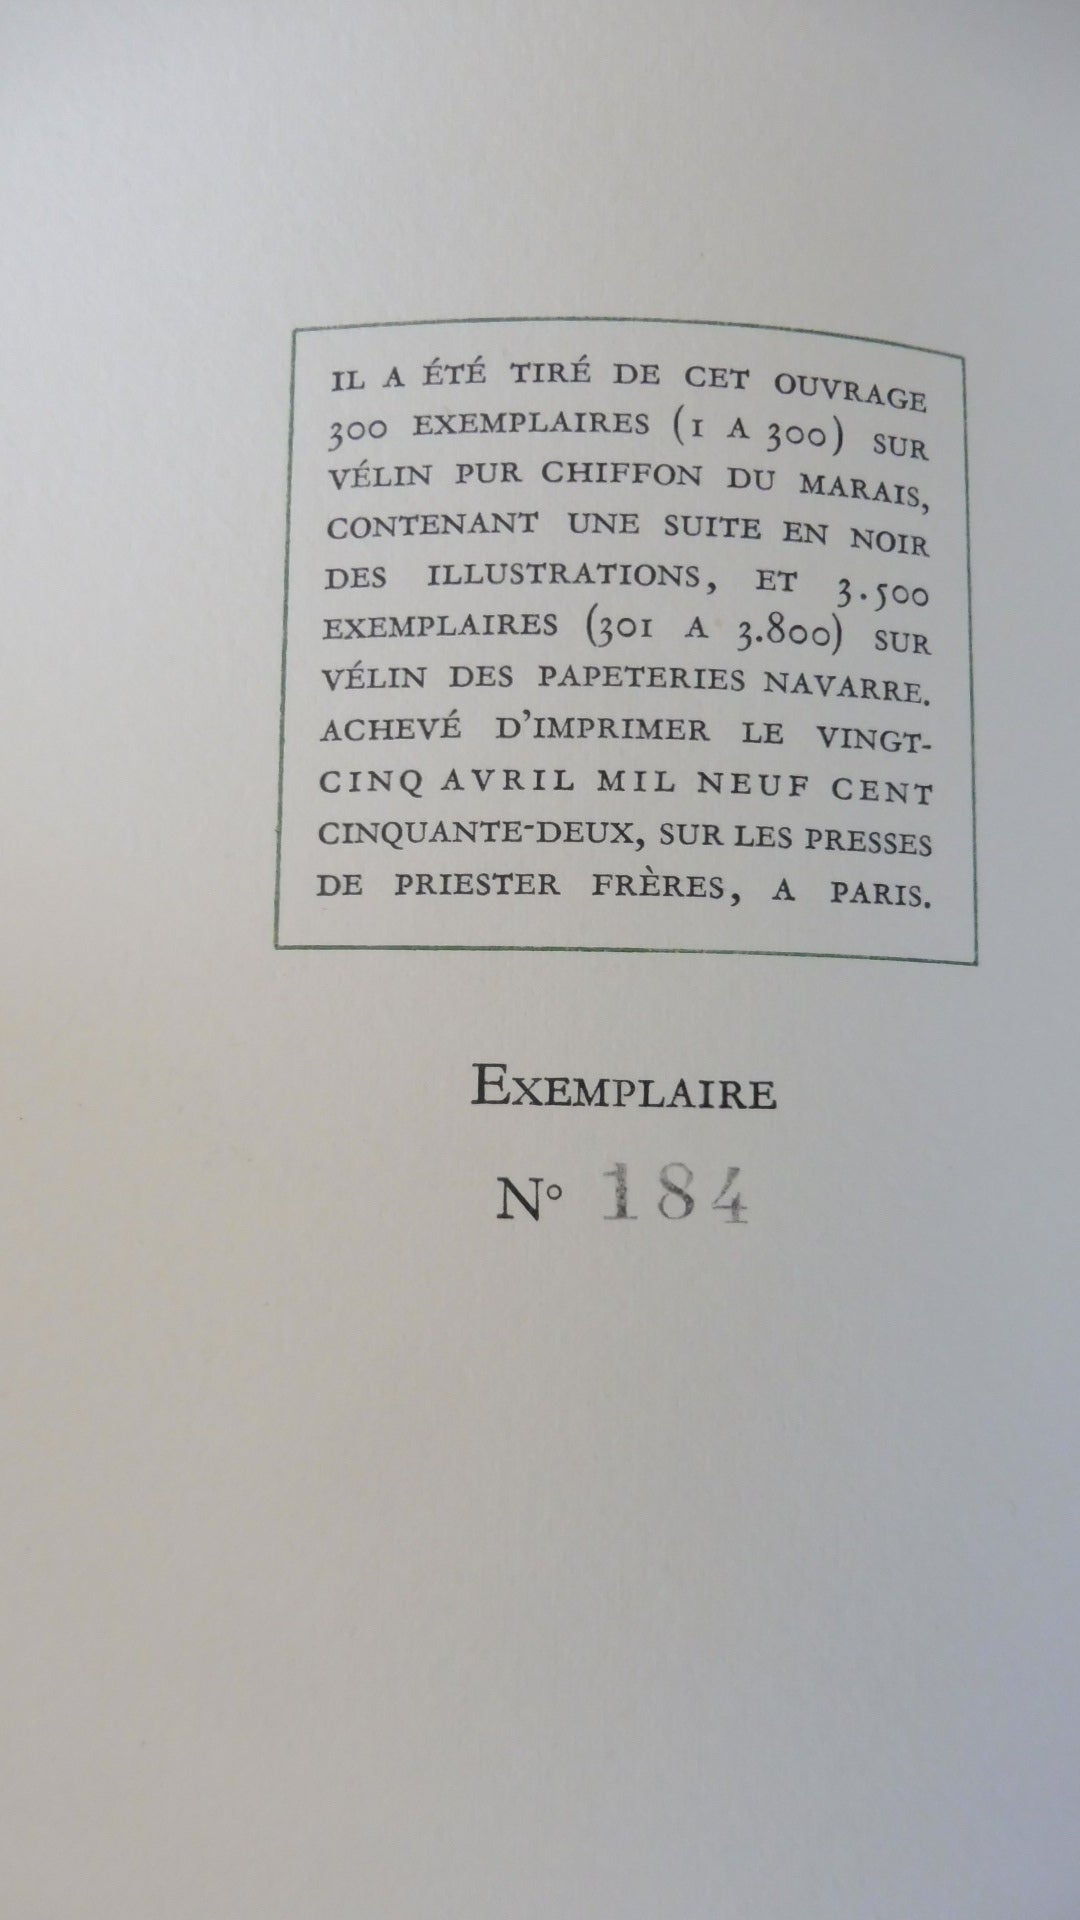 IL A ÉTÉ TIRÉ DE CET OUVRAGE
300 EXEMPLAIRES (1 A 300) SUR
VÉLIN PUR CHIFFON DU MARAIS,
CONTENANT UNE SUITE EN NOIR
DES ILLUSTRATIONS, ET 3.500
EXEMPLAIRES (301 A 3.800) SUR
VÉLIN DES PAPETERIES NAVARRE.
ACHEVÉ D'IMPRIMER LE VINGT-
CINQ AVRIL MIL NEUF CENT
CINQUANTE-DEUX, SUR LES PRESSES
DE PRIESTER FRÈRES, A PARIS.
EXEMPLAIRE
N° 184